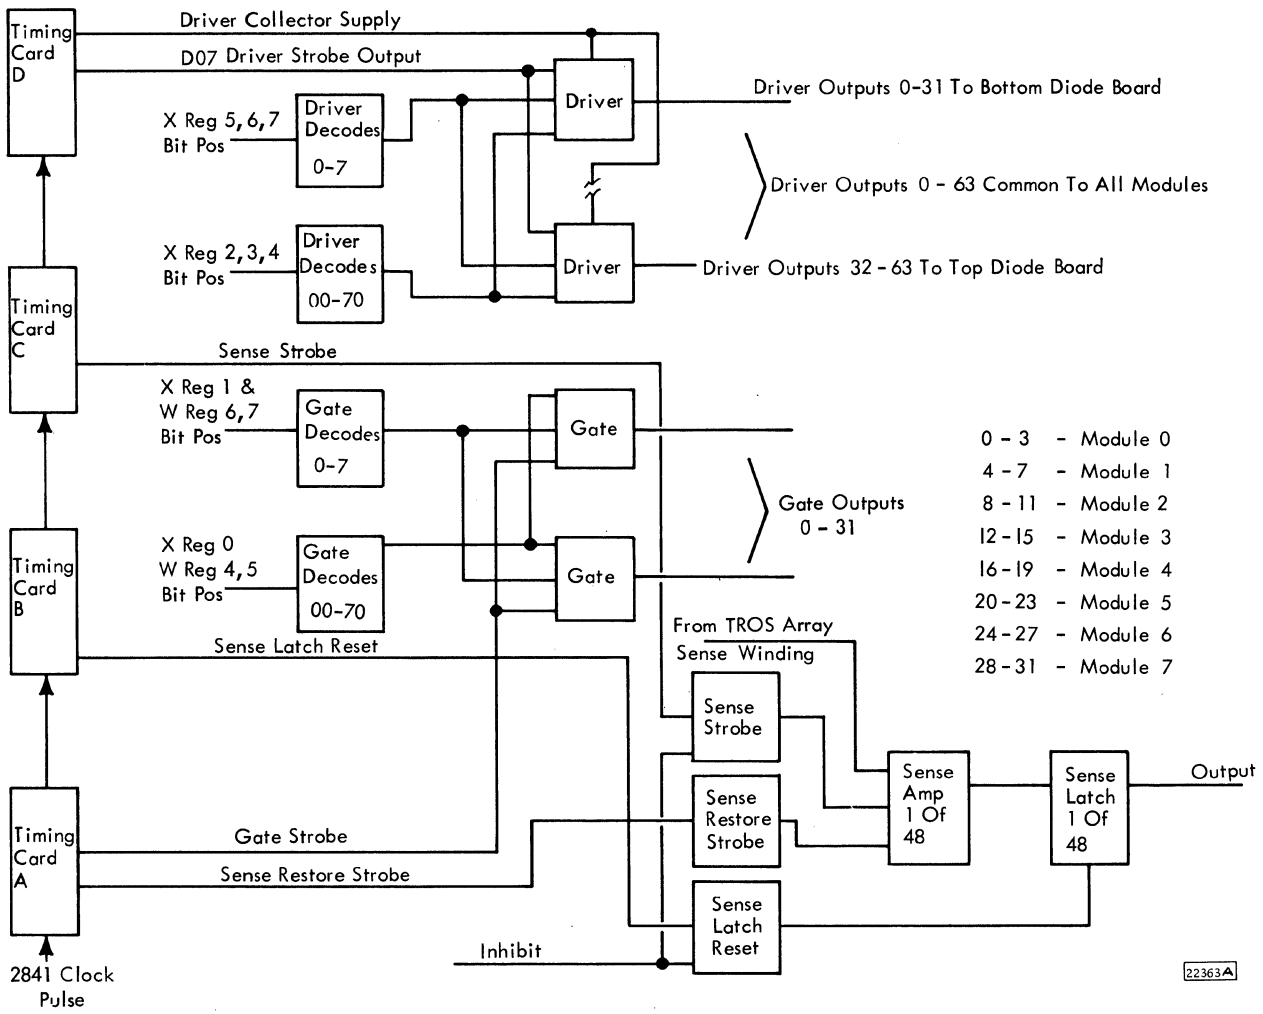 Driver Collector Supply
Timing
Card
D
D07 Driver Strobe Output
X Reg 5,6,7
Bit Pos
Driver
Decodes
0-7
Driver
Driver Outputs 0-31 To Bottom Diode Board
Driver Outputs 0 - 63 Common To All Modules
X Reg 2,3,4
Bit Pos
Driver
Decodes
00-70
Driver
Driver Outputs 32 - 63 To Top Diode Board
Timing
Card
C
Sense Strobe
X Reg 1 &
W Reg 6,7
Bit Pos
Gate
Decodes
0-7
Gate
Gate Outputs
0 - 31
0 - 3 - Module 0
4 - 7 - Module 1
8 - 11 - Module 2
12 - 15 - Module 3
16 - 19 - Module 4
20 - 23 - Module 5
24 - 27 - Module 6
28 - 31 - Module 7
Timing
Card
B
X Reg 0
W Reg 4,5
Bit Pos
Gate
Decodes
00-70
Gate
Sense Latch Reset
From TROS Array
Sense Winding
Sense
Strobe
Sense
Restore
Strobe
Sense
Latch
Reset
Sense
Amp
1 Of
48
Sense
Latch
1 Of
48
Output
Timing
Card
A
Gate Strobe
Sense Restore Strobe
Inhibit
2841 Clock
Pulse
22363A